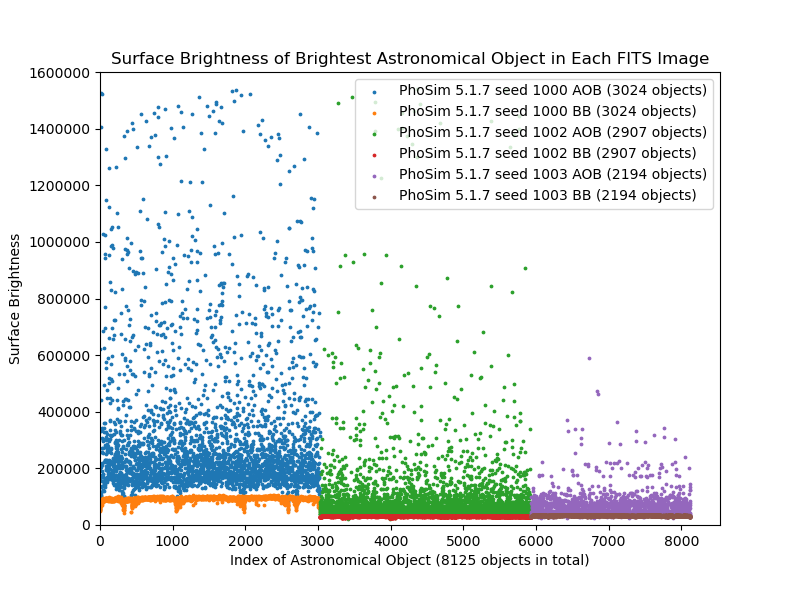 Surface Brightness of Brightest Astronomical Object in Each FITS Image
1600000
1400000
1200000
1000000
800000
600000
400000
200000
0
Surface Brightness
PhoSim 5.1.7 seed 1000 AOB (3024 objects)
PhoSim 5.1.7 seed 1000 BB (3024 objects)
PhoSim 5.1.7 seed 1002 AOB (2907 objects)
PhoSim 5.1.7 seed 1002 BB (2907 objects)
PhoSim 5.1.7 seed 1003 AOB (2194 objects)
PhoSim 5.1.7 seed 1003 BB (2194 objects)
0 1000 2000 3000 4000 5000 6000 7000 8000
Index of Astronomical Object (8125 objects in total)